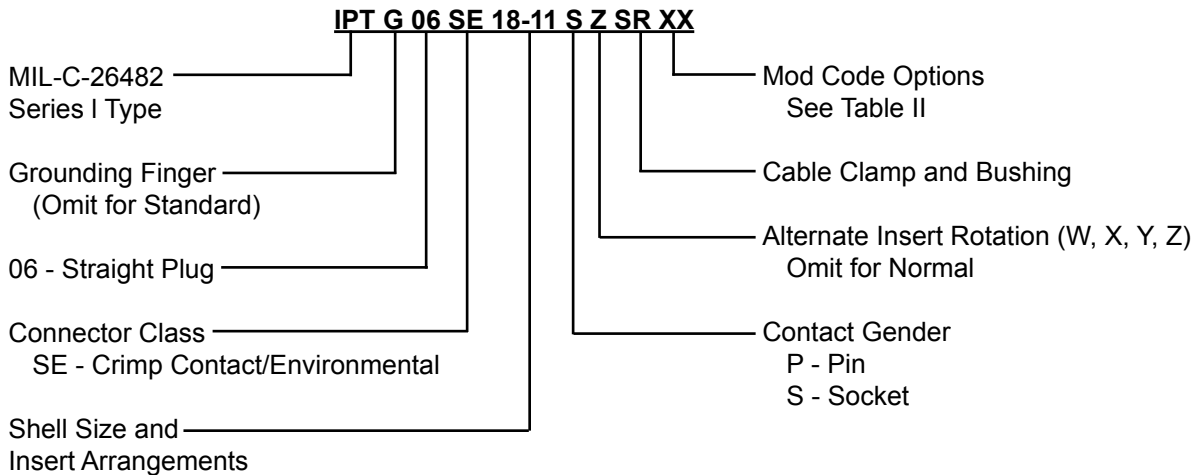 IPT G 06 SE 18-11 S Z SR XX
MIL-C-26482
Series I Type
Grounding Finger
(Omit for Standard)
06 - Straight Plug
Connector Class
SE - Crimp Contact/Environmental
Shell Size and
Insert Arrangements
Mod Code Options
See Table II
Cable Clamp and Bushing
Alternate Insert Rotation (W, X, Y, Z)
Omit for Normal
Contact Gender
P - Pin
S - Socket